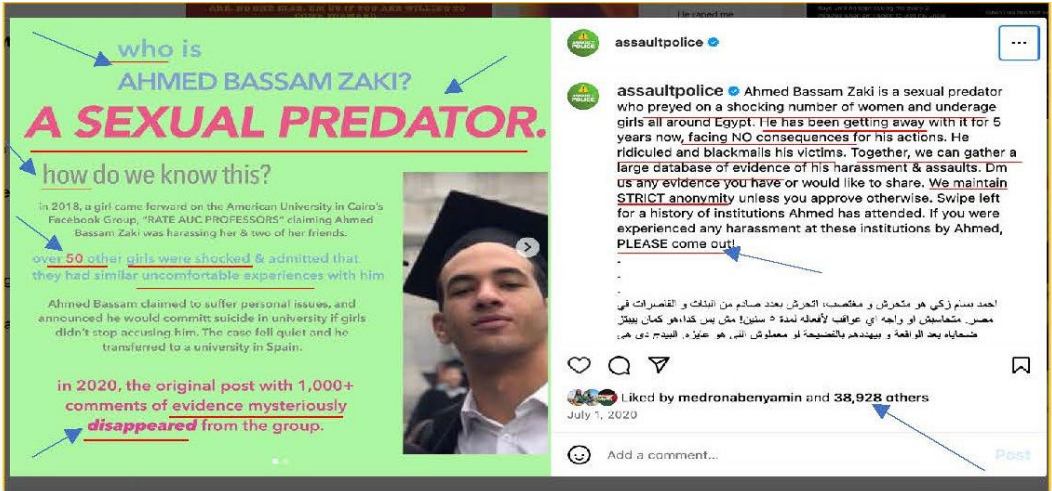 who is
AHMED BASSAM ZAKI?
A SEXUAL PREDATOR.
how do we know this?
in 2018, a girl came forward on the American University in Cairo's
Facebook Group, "RATE AUC PROFESSORS" claiming Ahmed
Bassam Zaki was harassing her & two of her friends.
over 50 other girls were shocked & admitted that
they had similar uncomfortable experiences with him
Ahmed Bassam claimed to suffer personal issues, and
announced he would committ suicide in university if girls
didn't stop accusing him. The case fell quiet and he
transferred to a university in Spain.
in 2020, the original post with 1,000+
comments of evidence mysteriously
disappeared from the group.
He raped me
assaultpolice
assaultpolice Ahmed Bassam Zaki is a sexual predator
who preyed on a shocking number of women and underage
girls all around Egypt. He has been getting away with it for 5
years now, facing NO consequences for his actions. He
ridiculed and blackmails his victims. Together, we can gather a
large database of evidence of his harassment & assaults. Dm
us any evidence you have or would like to share. We maintain
STRICT anonymity unless you approve otherwise. Swipe left
for a history of institutions Ahmed has attended. If you were
experienced any harassment at these institutions by Ahmed,
PLEASE come out!
-
-
.
احمد بسام زكي هو متحرش و مغتصب، اتحرش بعدد صادم من البنات و القاصرات في
مصر. متحاسبش او واجه اي عواقب لأفعاله لمدة ٥ سنين! مش بس كدا،هو كمان بيبتز
ضحاياه بعد الواقعة و بيهددهم بالفضيحة لو معملوش اللي هو عايزه. البيدج دي هي
Liked by medronabenyamin and 38,928 others
July 1, 2020
Add a comment...
Post